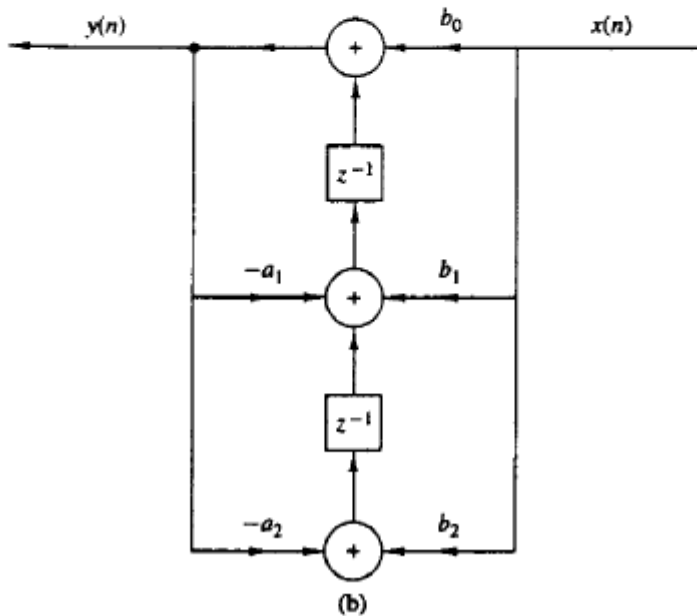 y(n) b₀ x(n)
+
z⁻¹
−a₁ + b₁
z⁻¹
−a₂ + b₂
(b)